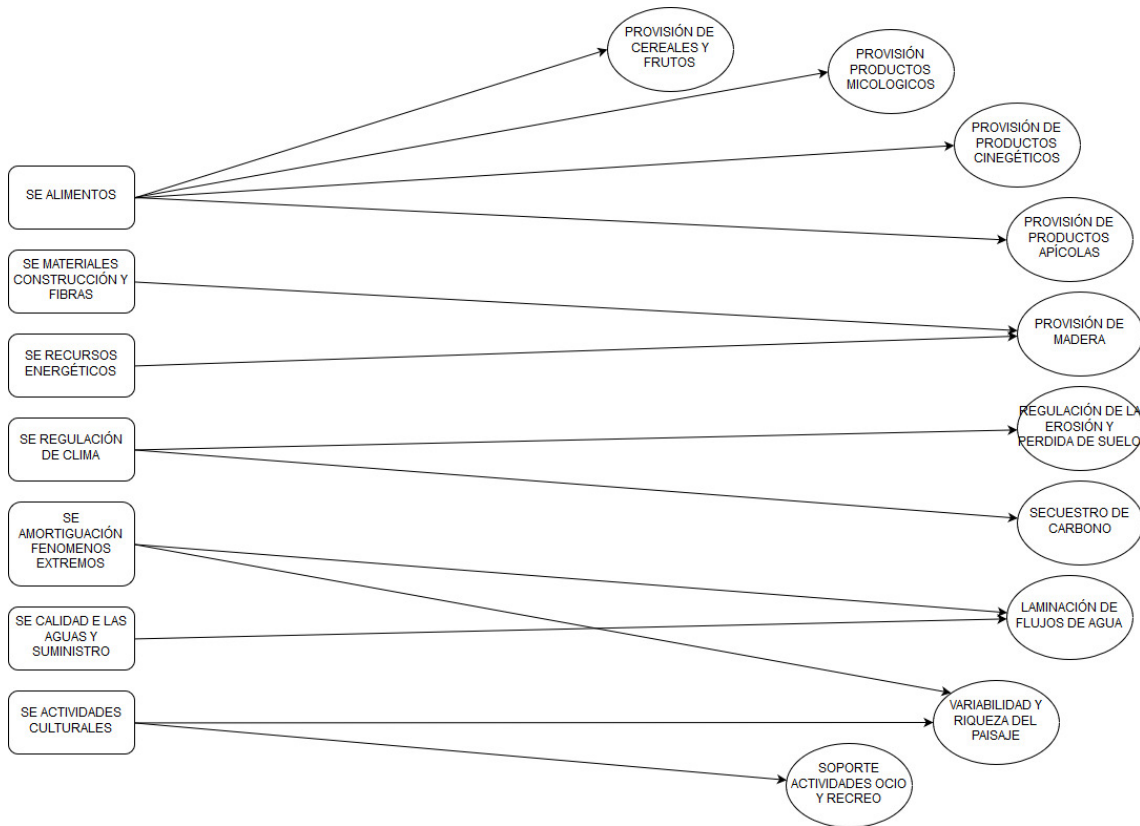 PROVISIÓN DE
CEREALES Y
FRUTOS
PROVISIÓN
PRODUCTOS
MICOLOGICOS
PROVISIÓN DE
PRODUCTOS
CINEGÉTICOS
SE ALIMENTOS
PROVISIÓN DE
PRODUCTOS
APÍCOLAS
SE MATERIALES
CONSTRUCCIÓN Y
FIBRAS
PROVISIÓN DE
MADERA
SE RECURSOS
ENERGÉTICOS
REGULACIÓN DE LA
EROSIÓN Y
PERDIDA DE SUELO
SE REGULACIÓN
DE CLIMA
SECUESTRO DE
CARBONO
SE
AMORTIGUACIÓN
FENOMENOS
EXTREMOS
LAMINACIÓN DE
FLUJOS DE AGUA
SE CALIDAD E LAS
AGUAS Y
SUMINISTRO
VARIABILIDAD Y
RIQUEZA DEL
PAISAJE
SE ACTIVIDADES
CULTURALES
SOPORTE
ACTIVIDADES OCIO
Y RECREO